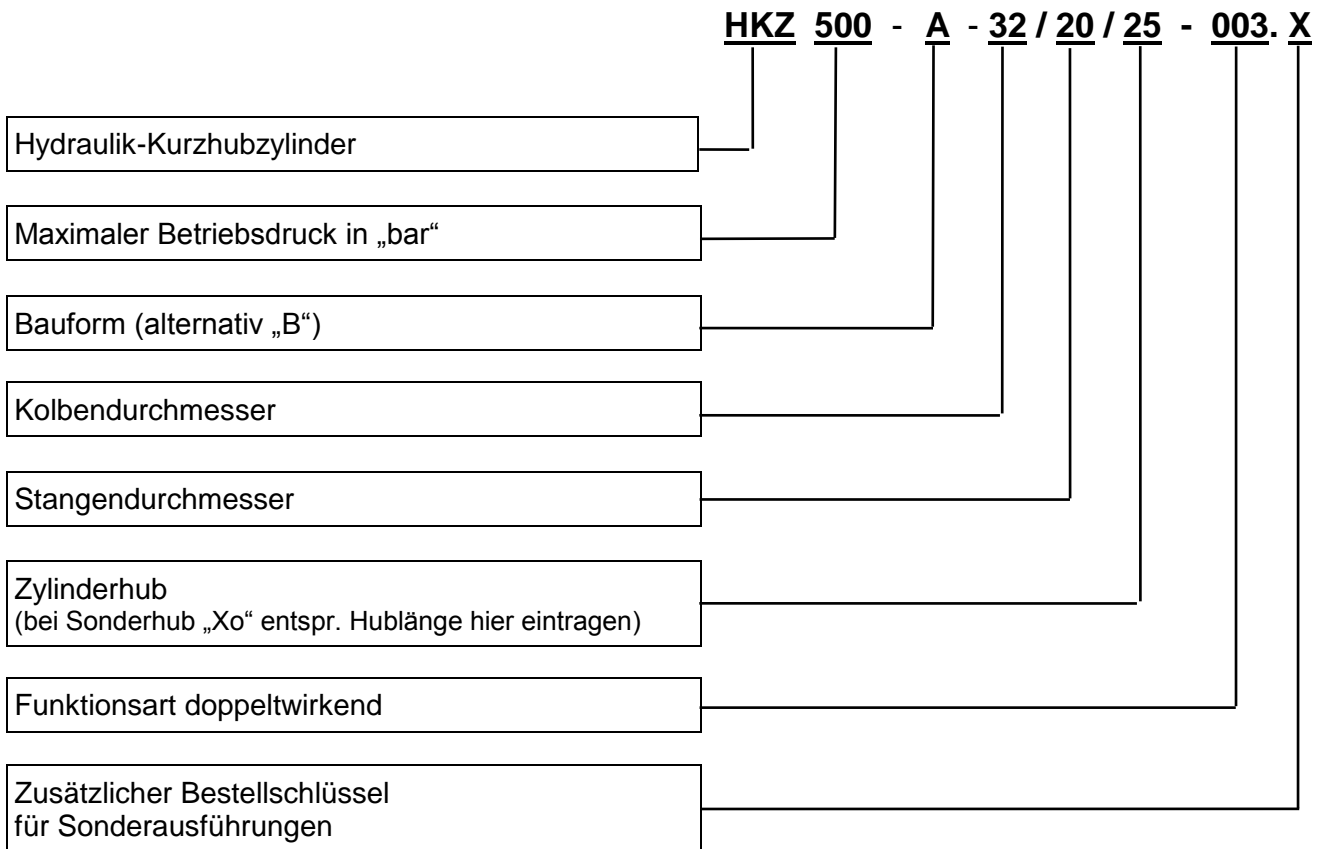 HKZ 500 - A - 32 / 20 / 25 - 003. X
Hydraulik-Kurzhubzylinder
Maximaler Betriebsdruck in „bar“
Bauform (alternativ „B“)
Kolbendurchmesser
Stangendurchmesser
Zylinderhub
(bei Sonderhub „Xo“ entspr. Hublänge hier eintragen)
Funktionsart doppeltwirkend
Zusätzlicher Bestellschlüssel
für Sonderausführungen